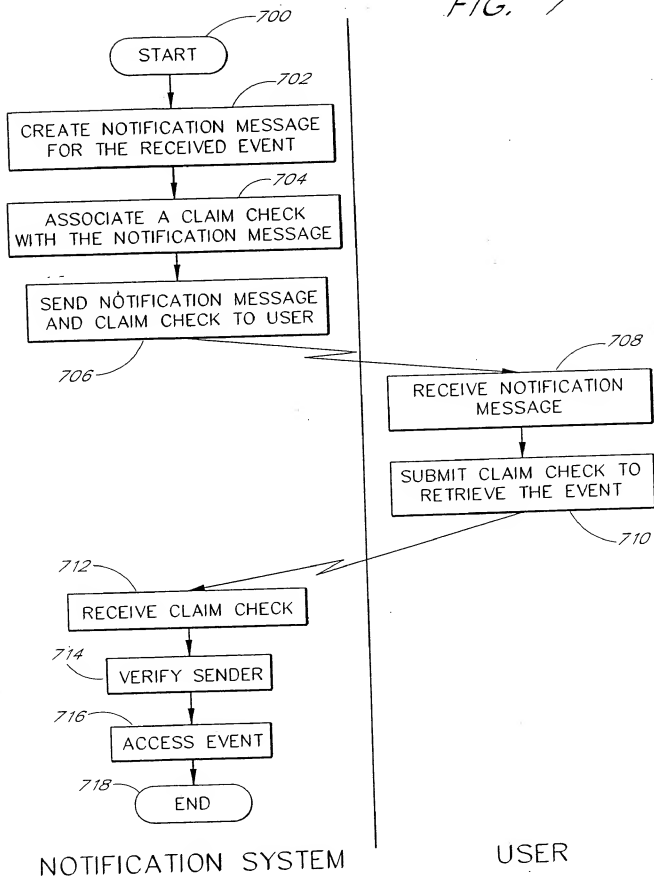 FIG. 7
700
START
702
CREATE NOTIFICATION MESSAGE
FOR THE RECEIVED EVENT
704
ASSOCIATE A CLAIM CHECK
WITH THE NOTIFICATION MESSAGE
SEND NOTIFICATION MESSAGE
AND CLAIM CHECK TO USER
706
708
RECEIVE NOTIFICATION
MESSAGE
SUBMIT CLAIM CHECK TO
RETRIEVE THE EVENT
710
712
RECEIVE CLAIM CHECK
714
VERIFY SENDER
716
ACCESS EVENT
718
END
NOTIFICATION SYSTEM
USER